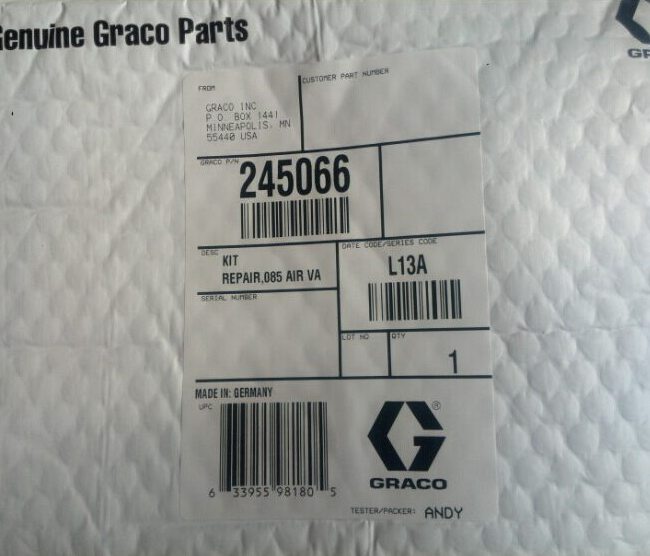 Genuine Graco Parts
GR
FROM
CUSTOMER PART NUMBER
GRACO INC
P.O. BOX 1441
MINNEAPOLIS, MN
55440 USA
GRACO P/N
245066
DESC
KIT
REPAIR,085 AIR VA
DATE CODE/SERIES CODE
L13A
SERIAL NUMBER
LOT NO
QTY
1
MADE IN: GERMANY
UPC
6 33955 98180 5
®
GRACO
TESTER/PACKER: ANDY